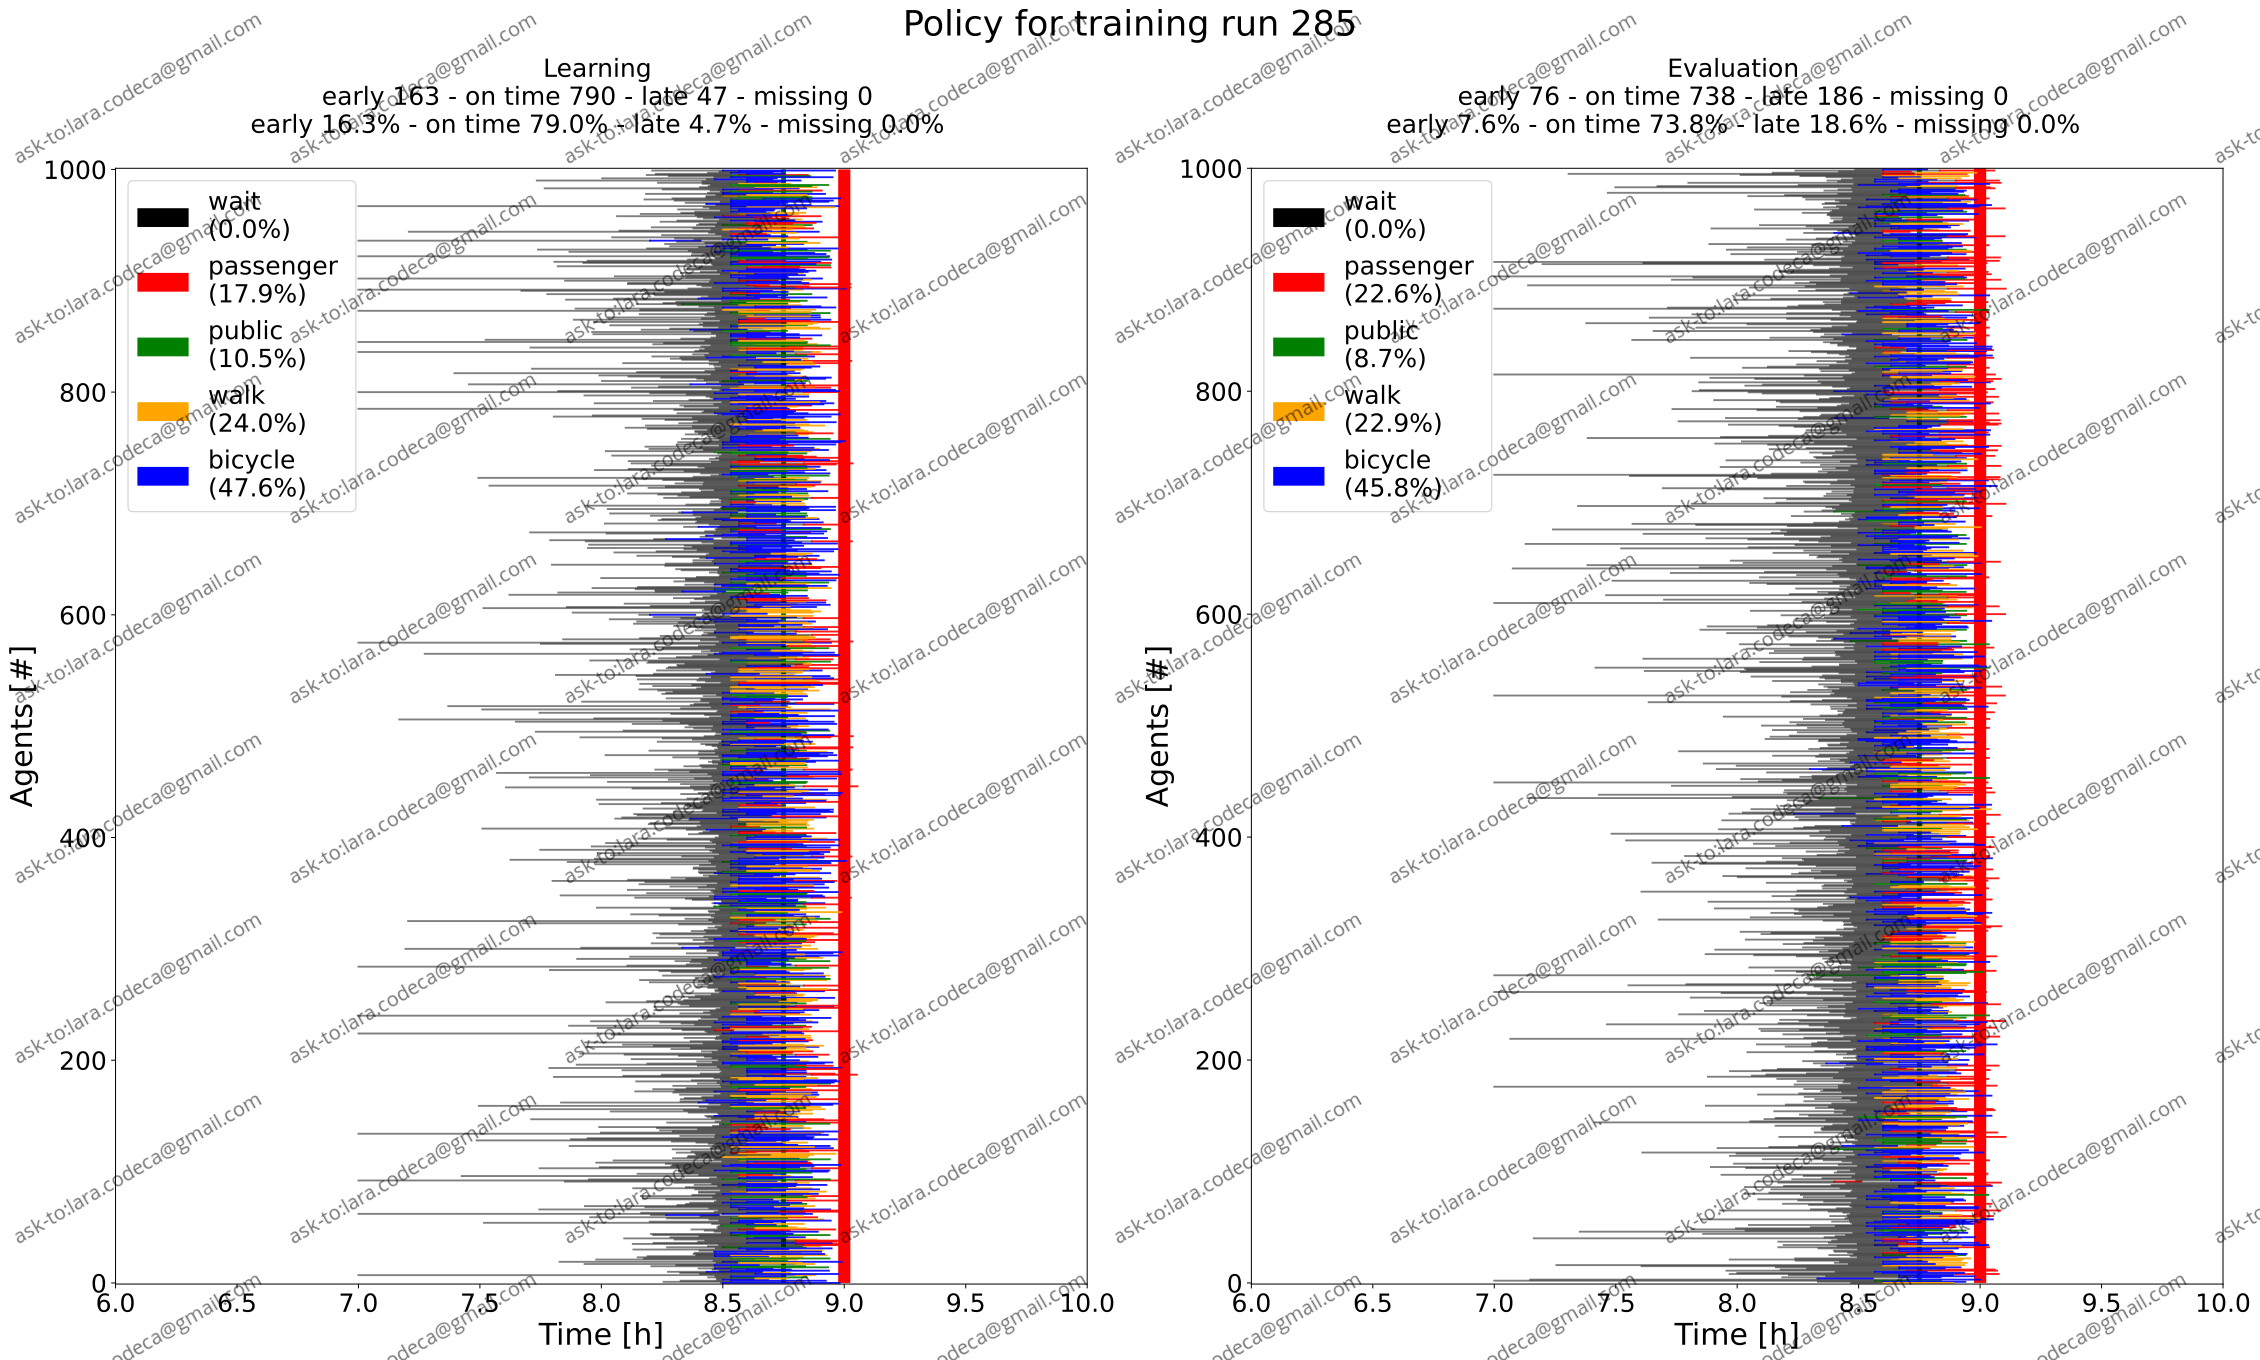 Policy for training run 285
Learning
early 163 - on time 790 - late 47 - missing 0
early 16.3% - on time 79.0% - late 4.7% - missing 0.0%
1000
800
600
400
200
0
Agents [#]
wait
(0.0%)
passenger
(17.9%)
public
(10.5%)
walk
(24.0%)
bicycle
(47.6%)
6.0 6.5 7.0 7.5 8.0 8.5 9.0 9.5 10.0
Time [h]
Evaluation
early 76 - on time 738 - late 186 - missing 0
early 7.6% - on time 73.8% - late 18.6% - missing 0.0%
1000
800
600
400
200
0
Agents [#]
wait
(0.0%)
passenger
(22.6%)
public
(8.7%)
walk
(22.9%)
bicycle
(45.8%)
6.0 6.5 7.0 7.5 8.0 8.5 9.0 9.5 10.0
Time [h]
ask-to:lara.codeca@gmail.com